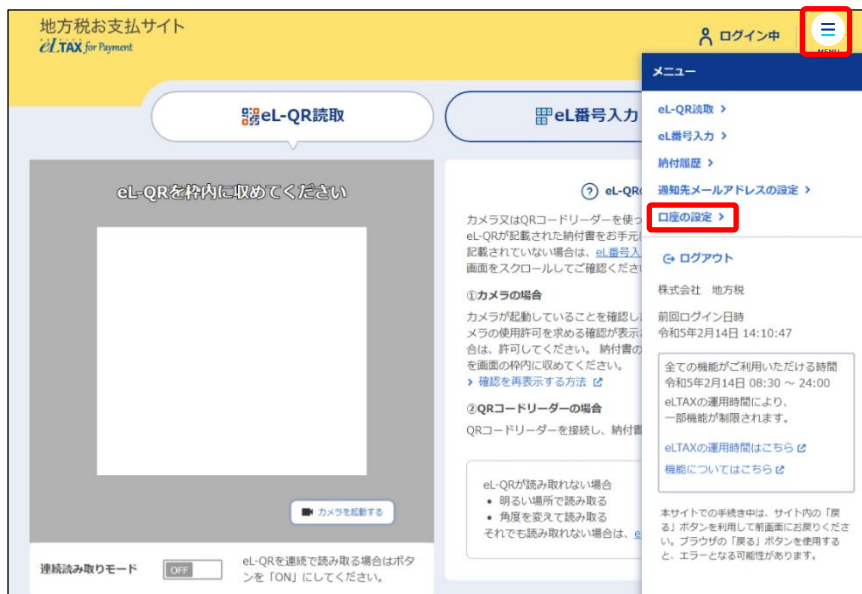 地方税お支払サイト
eLTAX for Payment
ログイン中
MENU
eL-QR読取
eL番号入力
eL-QRを枠内に収めてください
カメラを起動する
連続読み取りモード
OFF
eL-QRを連続で読み取る場合はボタ
ンを「ON」にしてください。
eL-QR
カメラ又はQRコードリーダーを使っ
eL-QRが記載された納付書をお手元
記載されていない場合は、eL番号入
画面をスクロールしてご確認くださ
①カメラの場合
カメラが起動していることを確認し
メラの使用許可を求める確認が表示
合は、許可してください。 納付書の
を画面の枠内に収めてください。
確認を再表示する方法
②QRコードリーダーの場合
QRコードリーダーを接続し、納付書
eL-QRが読み取れない場合
• 明るい場所で読み取る
• 角度を変えて読み取る
それでも読み取れない場合は、
メニュー
eL-QR読取 >
eL番号入力 >
納付履歴 >
通知先メールアドレスの設定 >
口座の設定 >
ログアウト
株式会社 地方税
前回ログイン日時
令和5年2月14日 14:10:47
全ての機能がご利用いただける時間
令和5年2月14日 08:30 ～ 24:00
eLTAXの運用時間により、
一部機能が制限されます。
eLTAXの運用時間はこちら
機能についてはこちら
本サイトでの手続き中は、サイト内の「戻
る」ボタンを利用して前画面にお戻りくださ
い。ブラウザの「戻る」ボタンを使用する
と、エラーとなる可能性があります。